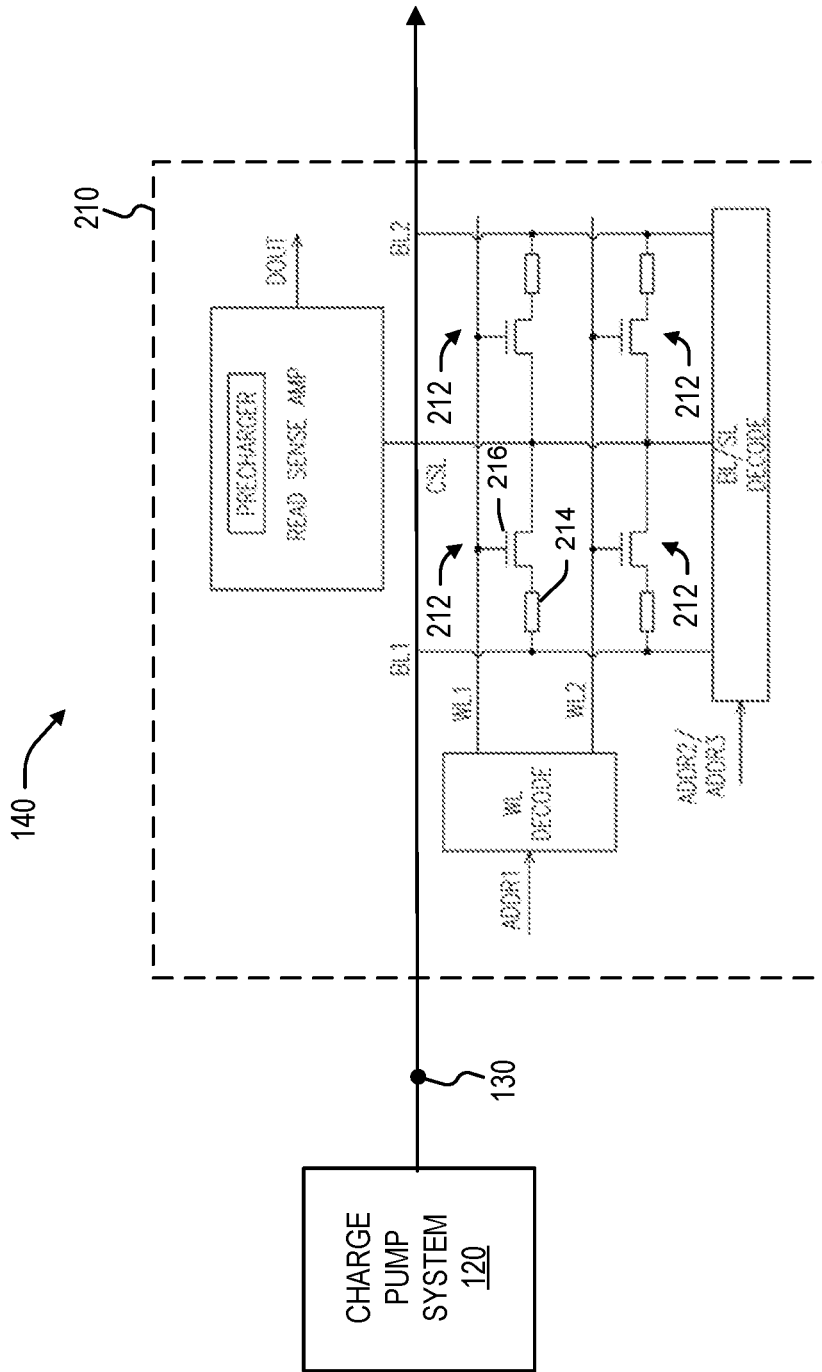 140
210
PRECHARGER
READ SENSE AMP
DOUT
BL1
CSL
BL2
WL1
WL2
212
212
216
214
212
212
WL
DECODE
ADDR1
BL/SL
DECODE
ADDR2/
ADDR3
130
CHARGE
PUMP
SYSTEM
120